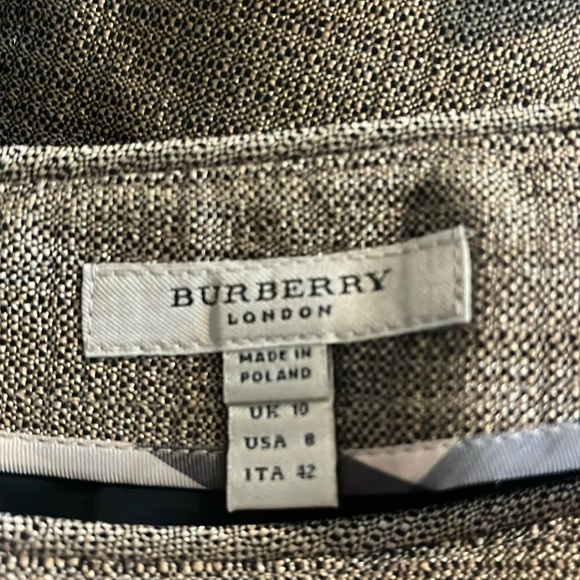 BURBERRY
LONDON
MADE IN
POLAND
UK 10
USA 8
ITA 42